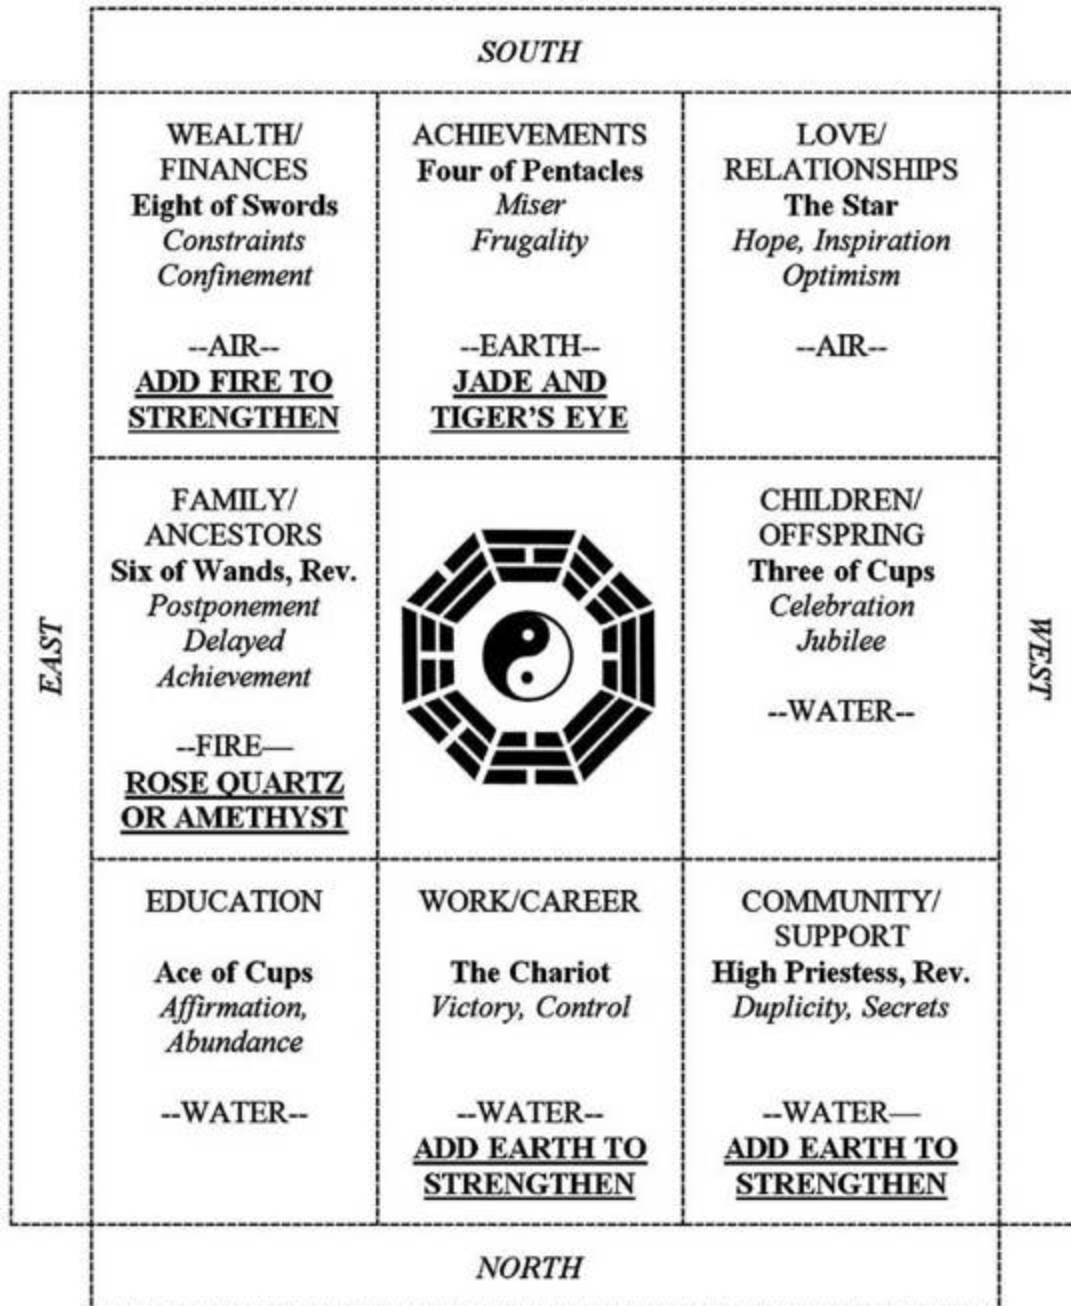 SOUTH
WEALTH/
FINANCES
Eight of Swords
Constraints
Confinement
--AIR--
ADD FIRE TO
STRENGTHEN
ACHIEVEMENTS
Four of Pentacles
Miser
Frugality
--EARTH--
JADE AND
TIGER'S EYE
LOVE/
RELATIONSHIPS
The Star
Hope, Inspiration
Optimism
--AIR--
EAST
FAMILY/
ANCESTORS
Six of Wands, Rev.
Postponement
Delayed
Achievement
--FIRE—
ROSE QUARTZ
OR AMETHYST
CHILDREN/
OFFSPRING
Three of Cups
Celebration
Jubilee
--WATER--
WEST
EDUCATION
Ace of Cups
Affirmation,
Abundance
--WATER--
WORK/CAREER
The Chariot
Victory, Control
--WATER--
ADD EARTH TO
STRENGTHEN
COMMUNITY/
SUPPORT
High Priestess, Rev.
Duplicity, Secrets
--WATER—
ADD EARTH TO
STRENGTHEN
NORTH